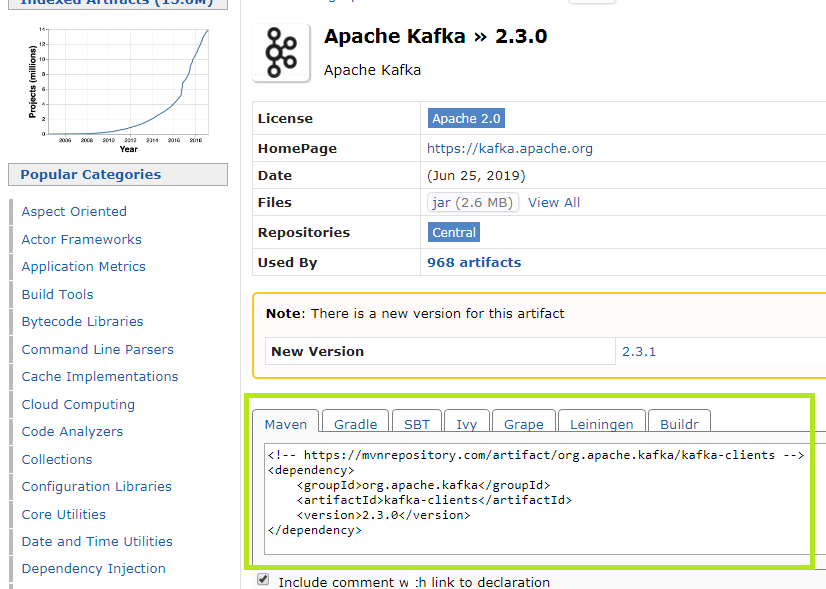 Indexed Artifacts (15.6M)
Projects (millions)
14
12
10
8
6
4
2
0
2006 2008 2010 2012 2014 2016 2018
Year
Popular Categories
Aspect Oriented
Actor Frameworks
Application Metrics
Build Tools
Bytecode Libraries
Command Line Parsers
Cache Implementations
Cloud Computing
Code Analyzers
Collections
Configuration Libraries
Core Utilities
Date and Time Utilities
Dependency Injection
Apache Kafka » 2.3.0
Apache Kafka
License Apache 2.0
HomePage https://kafka.apache.org
Date (Jun 25, 2019)
Files jar (2.6 MB) View All
Repositories Central
Used By 968 artifacts
Note: There is a new version for this artifact
New Version 2.3.1
Maven Gradle SBT Ivy Grape Leiningen Buildr
<!-- https://mvnrepository.com/artifact/org.apache.kafka/kafka-clients -->
<dependency>
    <groupId>org.apache.kafka</groupId>
    <artifactId>kafka-clients</artifactId>
    <version>2.3.0</version>
</dependency>
Include comment w :h link to declaration